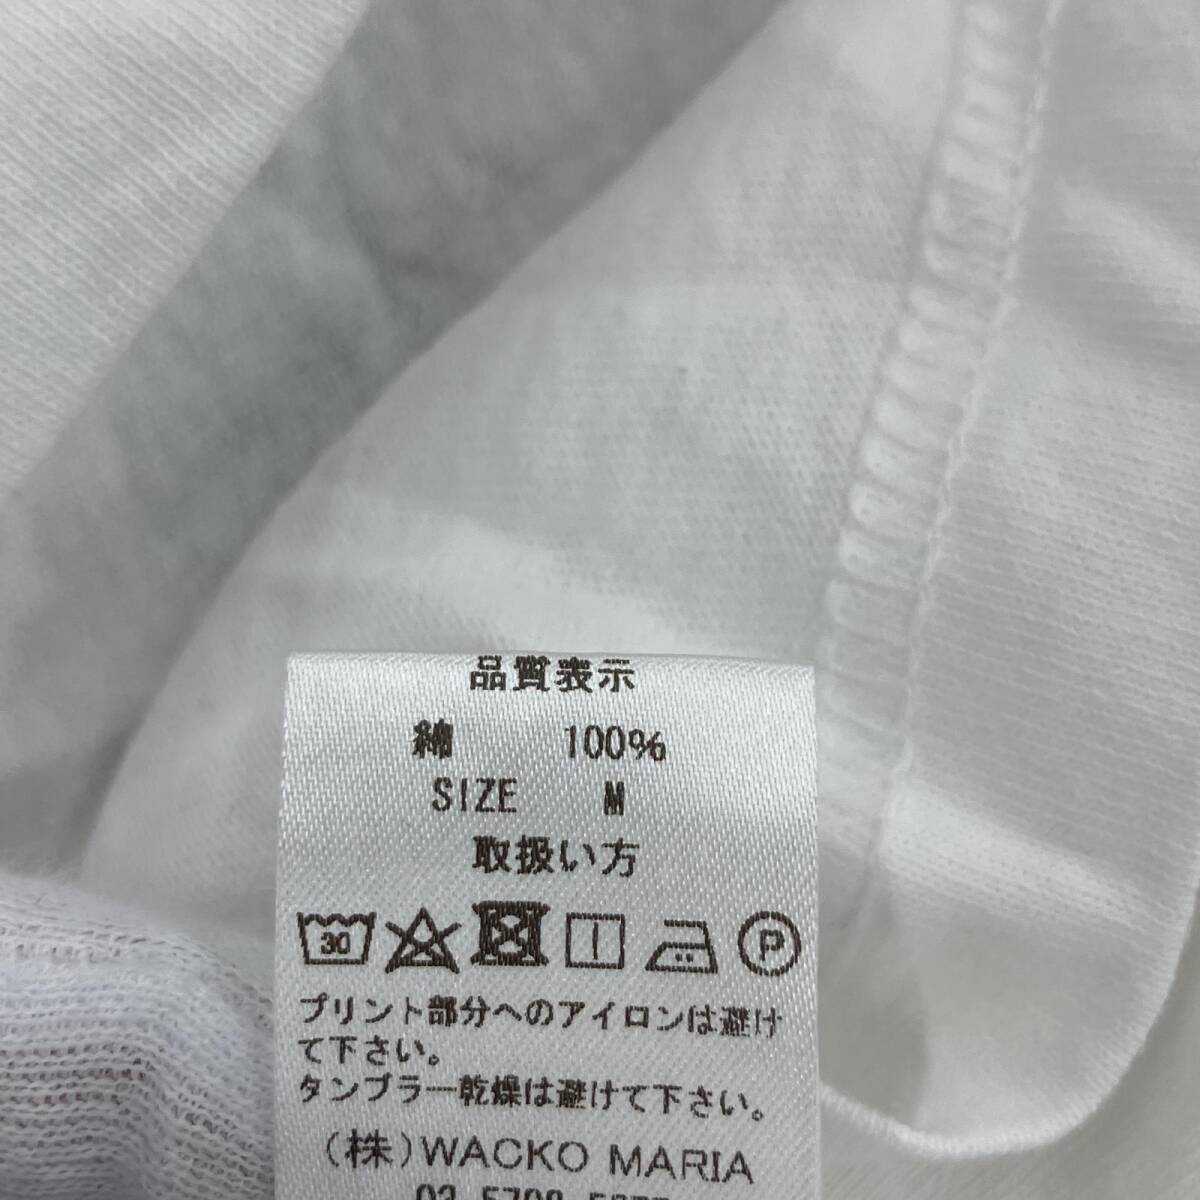 品質表示
綿 100%
SIZE M
取扱い方
30 P
プリント部分へのアイロンは避け
て下さい。
タンブラー乾燥は避けて下さい。
(株)WACKO MARIA